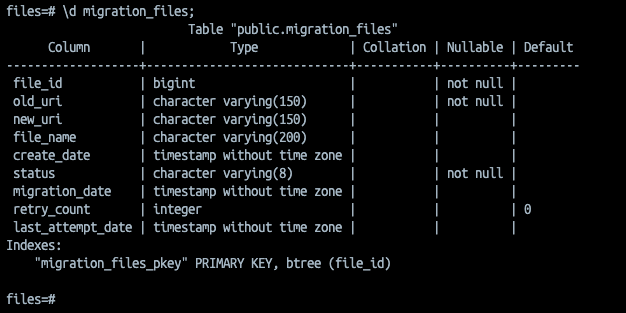 files=# \d migration_files;
                         Table "public.migration_files"
      Column       |            Type             | Collation | Nullable | Default
-------------------+-----------------------------+-----------+----------+---------
 file_id           | bigint                      |           | not null |
 old_uri           | character varying(150)      |           | not null |
 new_uri           | character varying(150)      |           |          |
 file_name         | character varying(200)      |           |          |
 create_date       | timestamp without time zone |           |          |
 status            | character varying(8)        |           | not null |
 migration_date    | timestamp without time zone |           |          |
 retry_count       | integer                     |           |          | 0
 last_attempt_date | timestamp without time zone |           |          |
Indexes:
    "migration_files_pkey" PRIMARY KEY, btree (file_id)
files=#